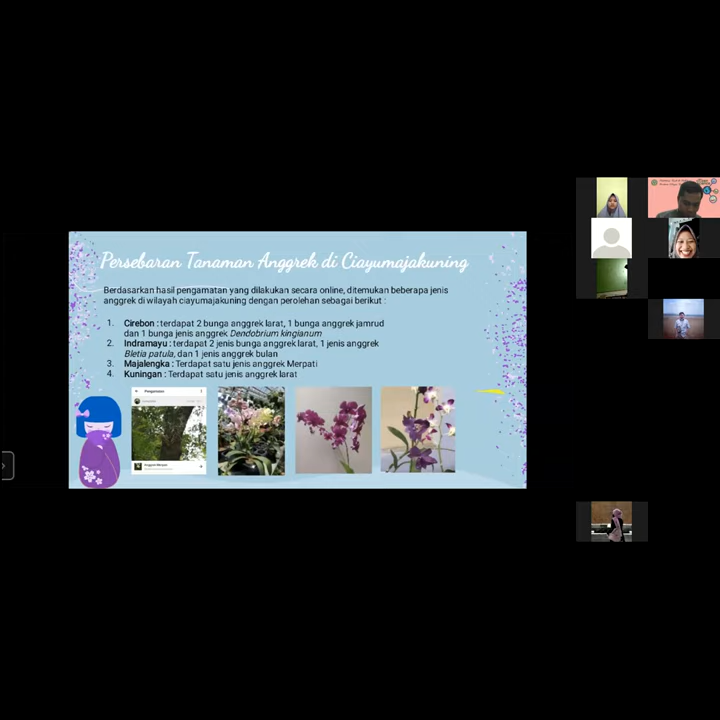 Persebaran Tanaman Anggrek di Ciayumajakuning
Berdasarkan hasil pengamatan yang dilakukan secara online, ditemukan beberapa jenis
anggrek di wilayah ciayumajakuning dengan perolehan sebagai berikut :
1. Cirebon : terdapat 2 bunga anggrek larat, 1 bunga anggrek jamrud
dan 1 bunga jenis anggrek Dendobrium kingianum
2. Indramayu : terdapat 2 jenis bunga anggrek larat, 1 jenis anggrek
Bletia patula, dan 1 jenis anggrek bulan
3. Majalengka : Terdapat satu jenis anggrek Merpati
4. Kuningan : Terdapat satu jenis anggrek larat
Pengamatan
Anggrek Merpati